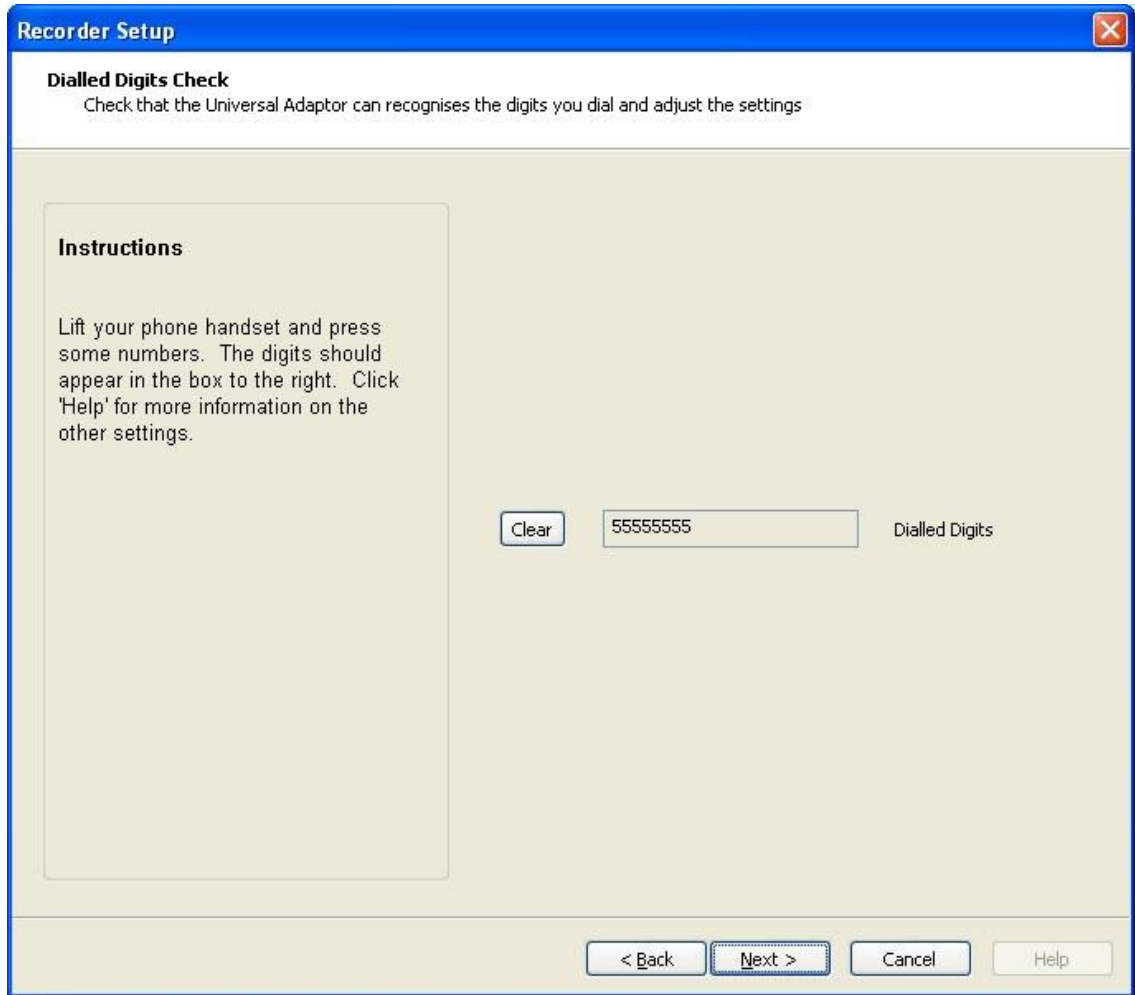 Recorder Setup
Dialled Digits Check
Check that the Universal Adaptor can recognises the digits you dial and adjust the settings
Instructions
Lift your phone handset and press
some numbers.  The digits should
appear in the box to the right.  Click
'Help' for more information on the
other settings.
Clear
55555555
Dialled Digits
< Back
Next >
Cancel
Help